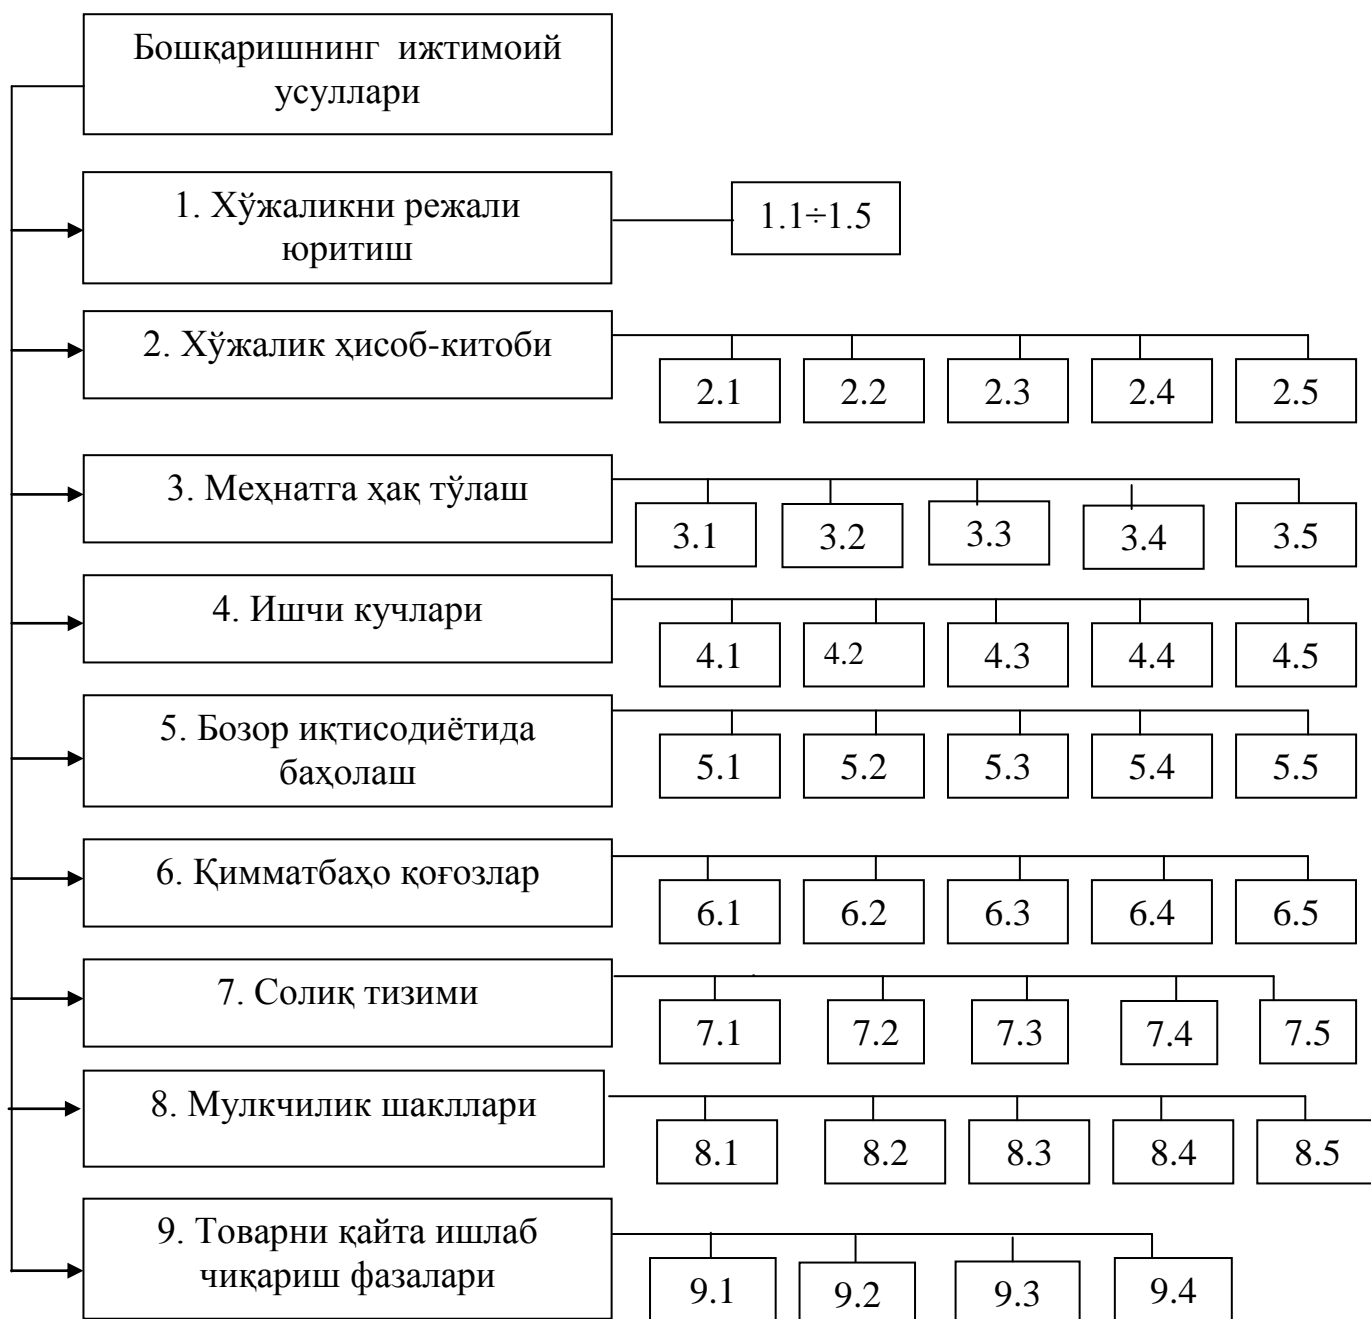 Бошқаришнинг ижтимоий
усуллари
1. Хўжаликни режали
юритиш
1.1÷1.5
2. Хўжалик ҳисоб-китоби
2.1 2.2 2.3 2.4 2.5
3. Меҳнатга ҳақ тўлаш
3.1 3.2 3.3 3.4 3.5
4. Ишчи кучлари
4.1 4.2 4.3 4.4 4.5
5. Бозор иқтисодиётида
баҳолаш
5.1 5.2 5.3 5.4 5.5
6. Қимматбаҳо қоғозлар
6.1 6.2 6.3 6.4 6.5
7. Солиқ тизими
7.1 7.2 7.3 7.4 7.5
8. Мулкчилик шакллари
8.1 8.2 8.3 8.4 8.5
9. Товарни қайта ишлаб
чиқариш фазалари
9.1 9.2 9.3 9.4